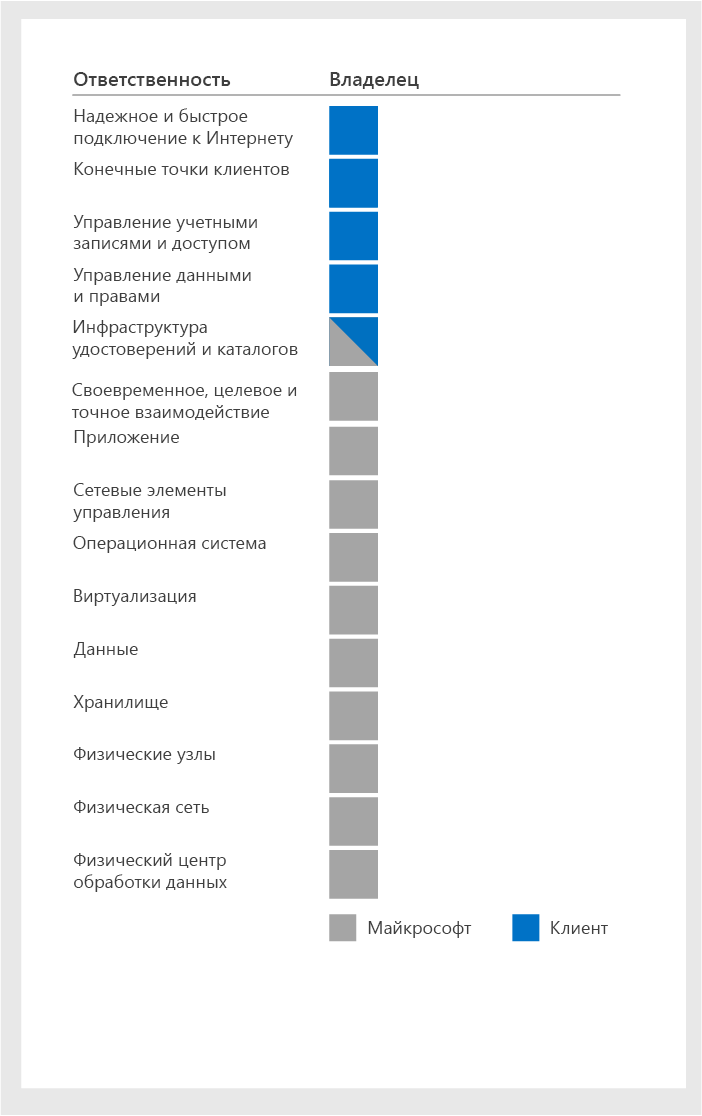 Ответственность Владелец
Надежное и быстрое
подключение к Интернету
Конечные точки клиентов
Управление учетными
записями и доступом
Управление данными
и правами
Инфраструктура
удостоверений и каталогов
Своевременное, целевое и
точное взаимодействие
Приложение
Сетевые элементы
управления
Операционная система
Виртуализация
Данные
Хранилище
Физические узлы
Физическая сеть
Физический центр
обработки данных
Майкрософт Клиент